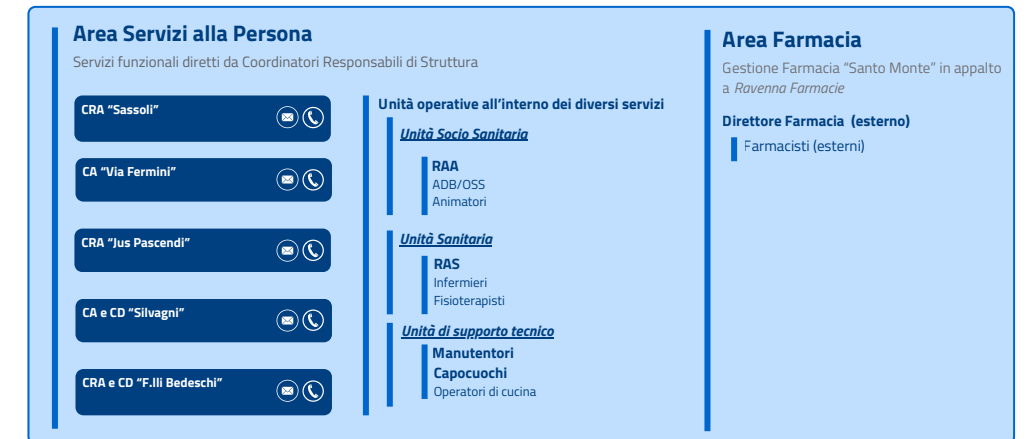 Area Servizi alla Persona
Servizi funzionali diretti da Coordinatori Responsabili di Struttura
CRA “Sassoli”
CA “Via Fermini”
CRA “Jus Pascendi”
CA e CD “Silvagni”
CRA e CD “F.lli Bedeschi”
Unità operative all’interno dei diversi servizi
Unità Socio Sanitaria
RAA
ADB/OSS
Animatori
Unità Sanitaria
RAS
Infermieri
Fisioterapisti
Unità di supporto tecnico
Manutentori
Capocuochi
Operatori di cucina
Area Farmacia
Gestione Farmacia “Santo Monte” in appalto
a Ravenna Farmacie
Direttore Farmacia (esterno)
Farmacisti (esterni)